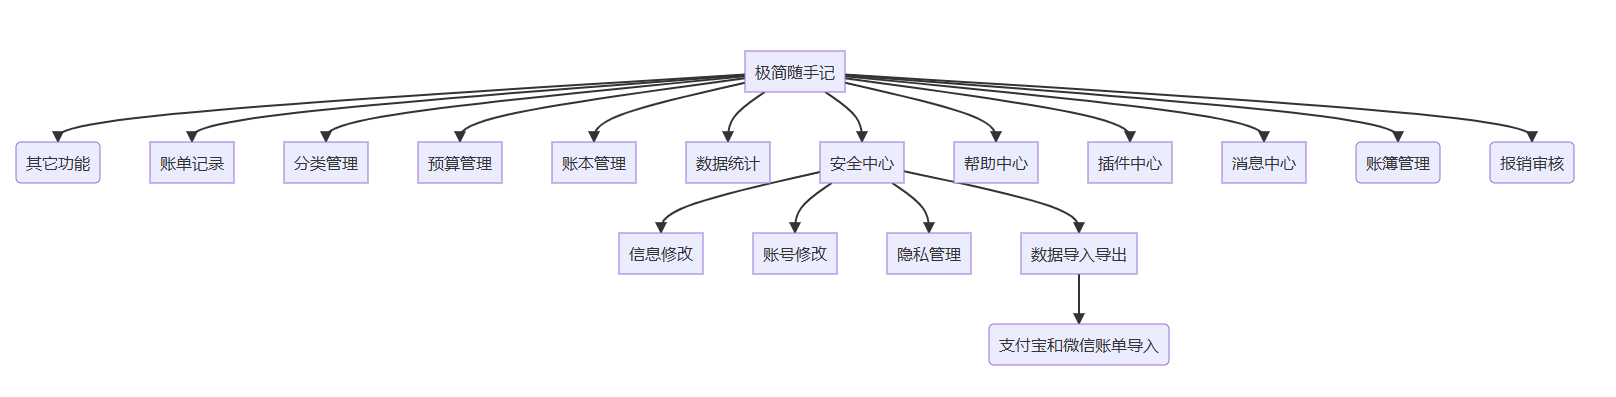 极简随手记
其它功能
账单记录
分类管理
预算管理
账本管理
数据统计
安全中心
帮助中心
插件中心
消息中心
账簿管理
报销审核
信息修改
账号修改
隐私管理
数据导入导出
支付宝和微信账单导入